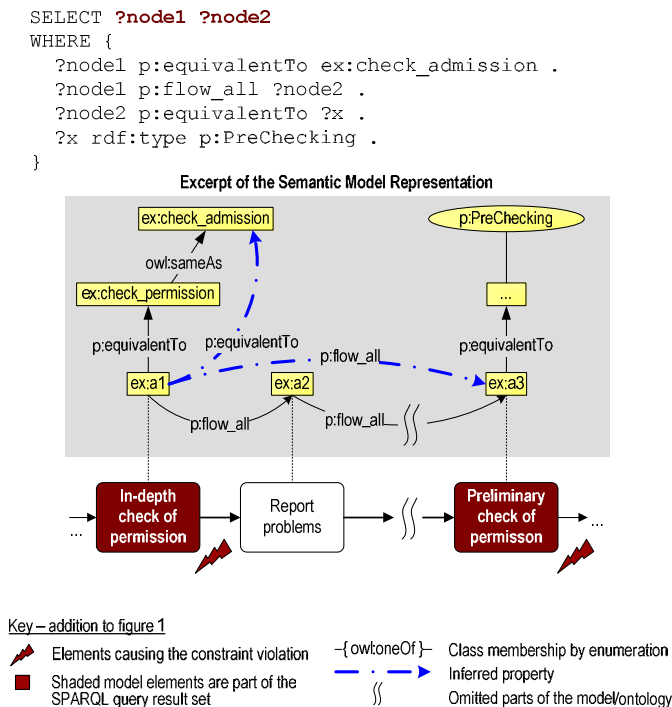 SELECT ?node1 ?node2
WHERE {
?node1 p:equivalentTo ex:check_admission .
?node1 p:flow_all ?node2 .
?node2 p:equivalentTo ?x .
?x rdf:type p:PreChecking .
}
Excerpt of the Semantic Model Representation
ex:check_admission
p:PreChecking
owl:sameAs
ex:check_permission
...
p:equivalentTo
p:equivalentTo
p:flow_all
p:equivalentTo
ex:a1
ex:a2
ex:a3
p:flow_all
p:flow_all
In-depth
check of
permission
Report
problems
Preliminary
check of
permisson
...
...
Key – addition to figure 1
Elements causing the constraint violation
Shaded model elements are part of the
SPARQL query result set
–{owl:oneOf}– Class membership by enumeration
Inferred property
Omitted parts of the model/ontology